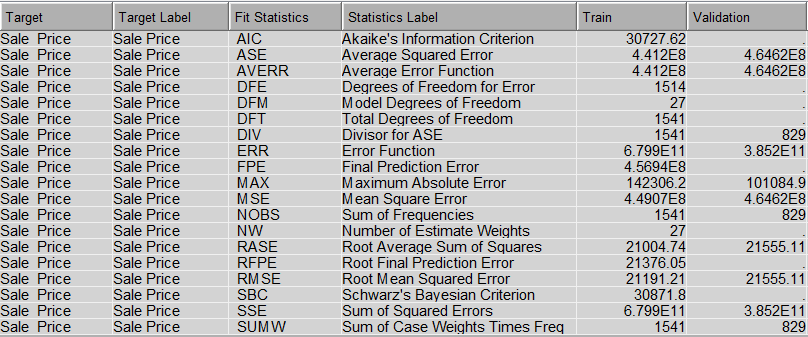 Target Target Label Fit Statistics Statistics Label Train Validation
Sale Price Sale Price AIC Akaike's Information Criterion 30727.62 .
Sale Price Sale Price ASE Average Squared Error 4.412E8 4.6462E8
Sale Price Sale Price AVERR Average Error Function 4.412E8 4.6462E8
Sale Price Sale Price DFE Degrees of Freedom for Error 1514 .
Sale Price Sale Price DFM Model Degrees of Freedom 27 .
Sale Price Sale Price DFT Total Degrees of Freedom 1541 .
Sale Price Sale Price DIV Divisor for ASE 1541 829
Sale Price Sale Price ERR Error Function 6.799E11 3.852E11
Sale Price Sale Price FPE Final Prediction Error 4.5694E8 .
Sale Price Sale Price MAX Maximum Absolute Error 142306.2 101084.9
Sale Price Sale Price MSE Mean Square Error 4.4907E8 4.6462E8
Sale Price Sale Price NOBS Sum of Frequencies 1541 829
Sale Price Sale Price NW Number of Estimate Weights 27 .
Sale Price Sale Price RASE Root Average Sum of Squares 21004.74 21555.11
Sale Price Sale Price RFPE Root Final Prediction Error 21376.05 .
Sale Price Sale Price RMSE Root Mean Squared Error 21191.21 21555.11
Sale Price Sale Price SBC Schwarz's Bayesian Criterion 30871.8 .
Sale Price Sale Price SSE Sum of Squared Errors 6.799E11 3.852E11
Sale Price Sale Price SUMW Sum of Case Weights Times Freq 1541 829